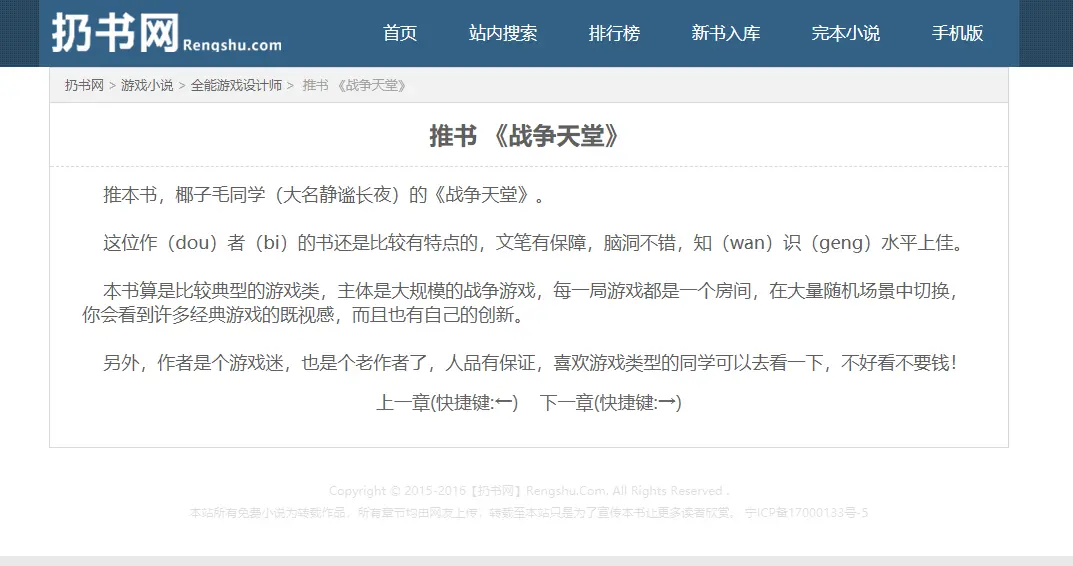 扔书网Rengshu.com
首页 站内搜索 排行榜 新书入库 完本小说 手机版
扔书网 > 游戏小说 > 全能游戏设计师 > 推书 《战争天堂》
推书 《战争天堂》
推本书，椰子毛同学（大名静谧长夜）的《战争天堂》。
这位作（dou）者（bi）的书还是比较有特点的，文笔有保障，脑洞不错，知（wan）识（geng）水平上佳。
本书算是比较典型的游戏类，主体是大规模的战争游戏，每一局游戏都是一个房间，在大量随机场景中切换，
你会看到许多经典游戏的既视感，而且也有自己的创新。
另外，作者是个游戏迷，也是个老作者了，人品有保证，喜欢游戏类型的同学可以去看一下，不好看不要钱！
上一章(快捷键:←) 下一章(快捷键:→)
Copyright © 2015-2016【扔书网】Rengshu.Com. All Rights Reserved .
本站所有免费小说为转载作品，所有章节均由网友上传，转载至本站只是为了宣传本书让更多读者欣赏。 宁ICP备17000133号-5